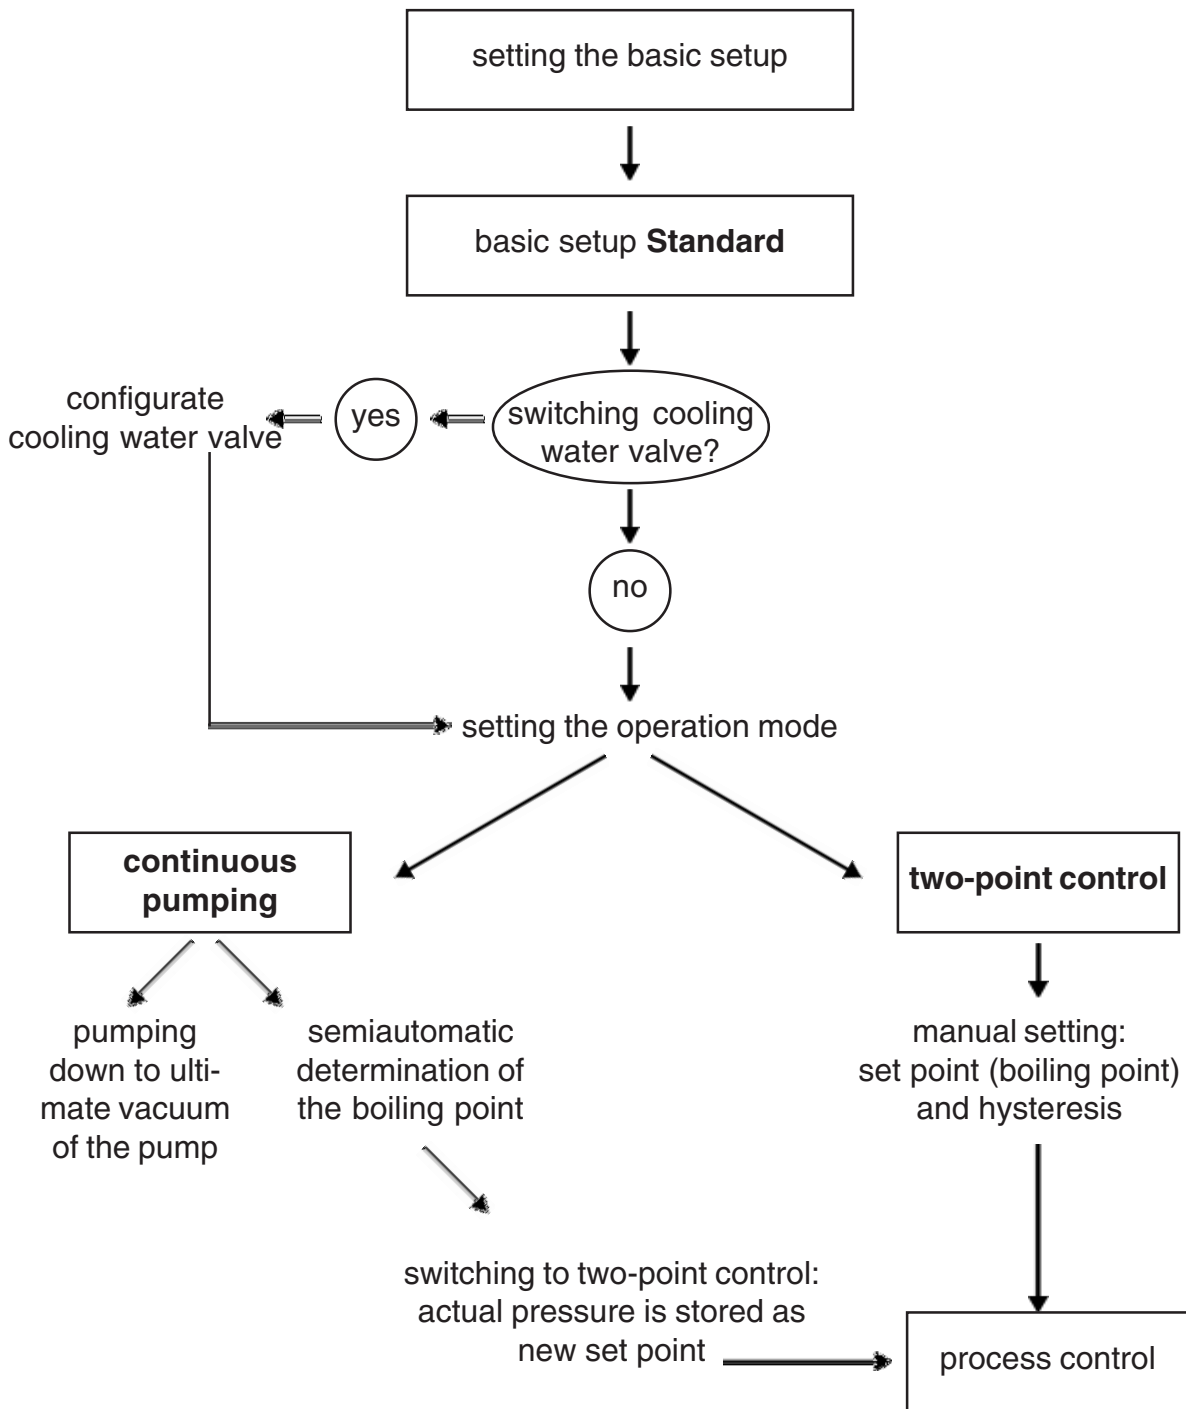 setting the basic setup
basic setup Standard
configurate
cooling water valve
yes
switching cooling
water valve?
no
setting the operation mode
continuous
pumping
two-point control
pumping
down to ulti-
mate vacuum
of the pump
semiautomatic
determination of
the boiling point
manual setting:
set point (boiling point)
and hysteresis
switching to two-point control:
actual pressure is stored as
new set point
process control